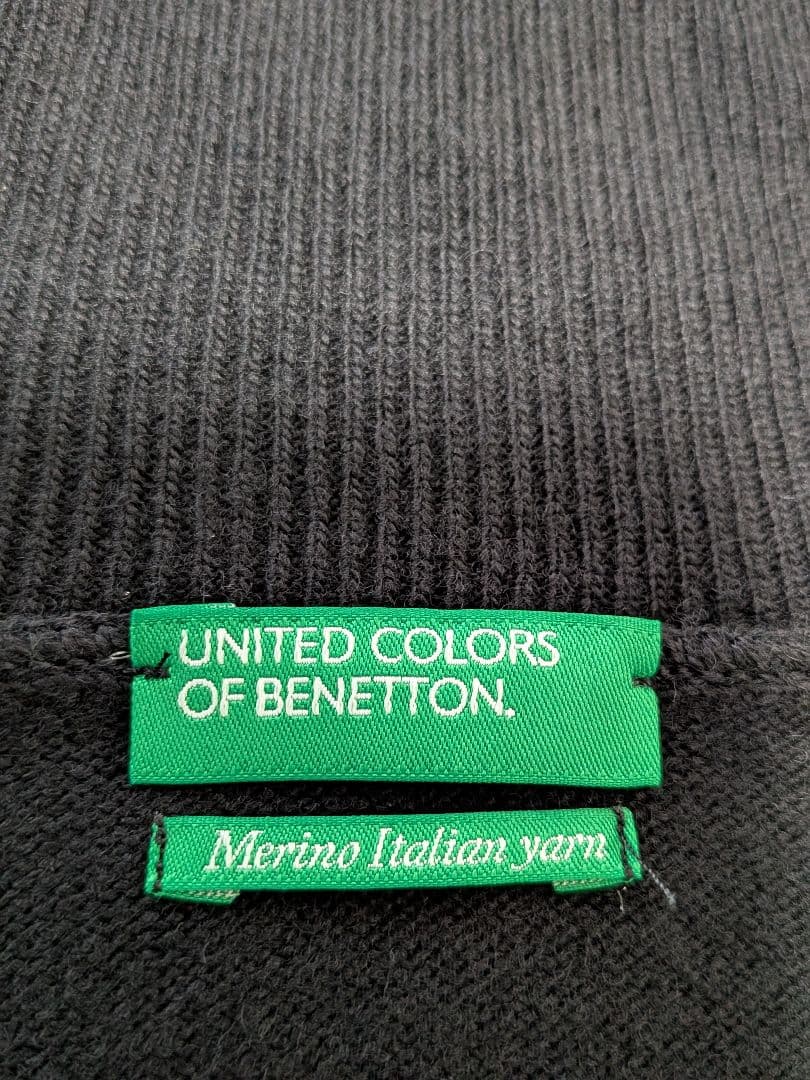 UNITED COLORS
OF BENETTON.
Merino Italian yarn